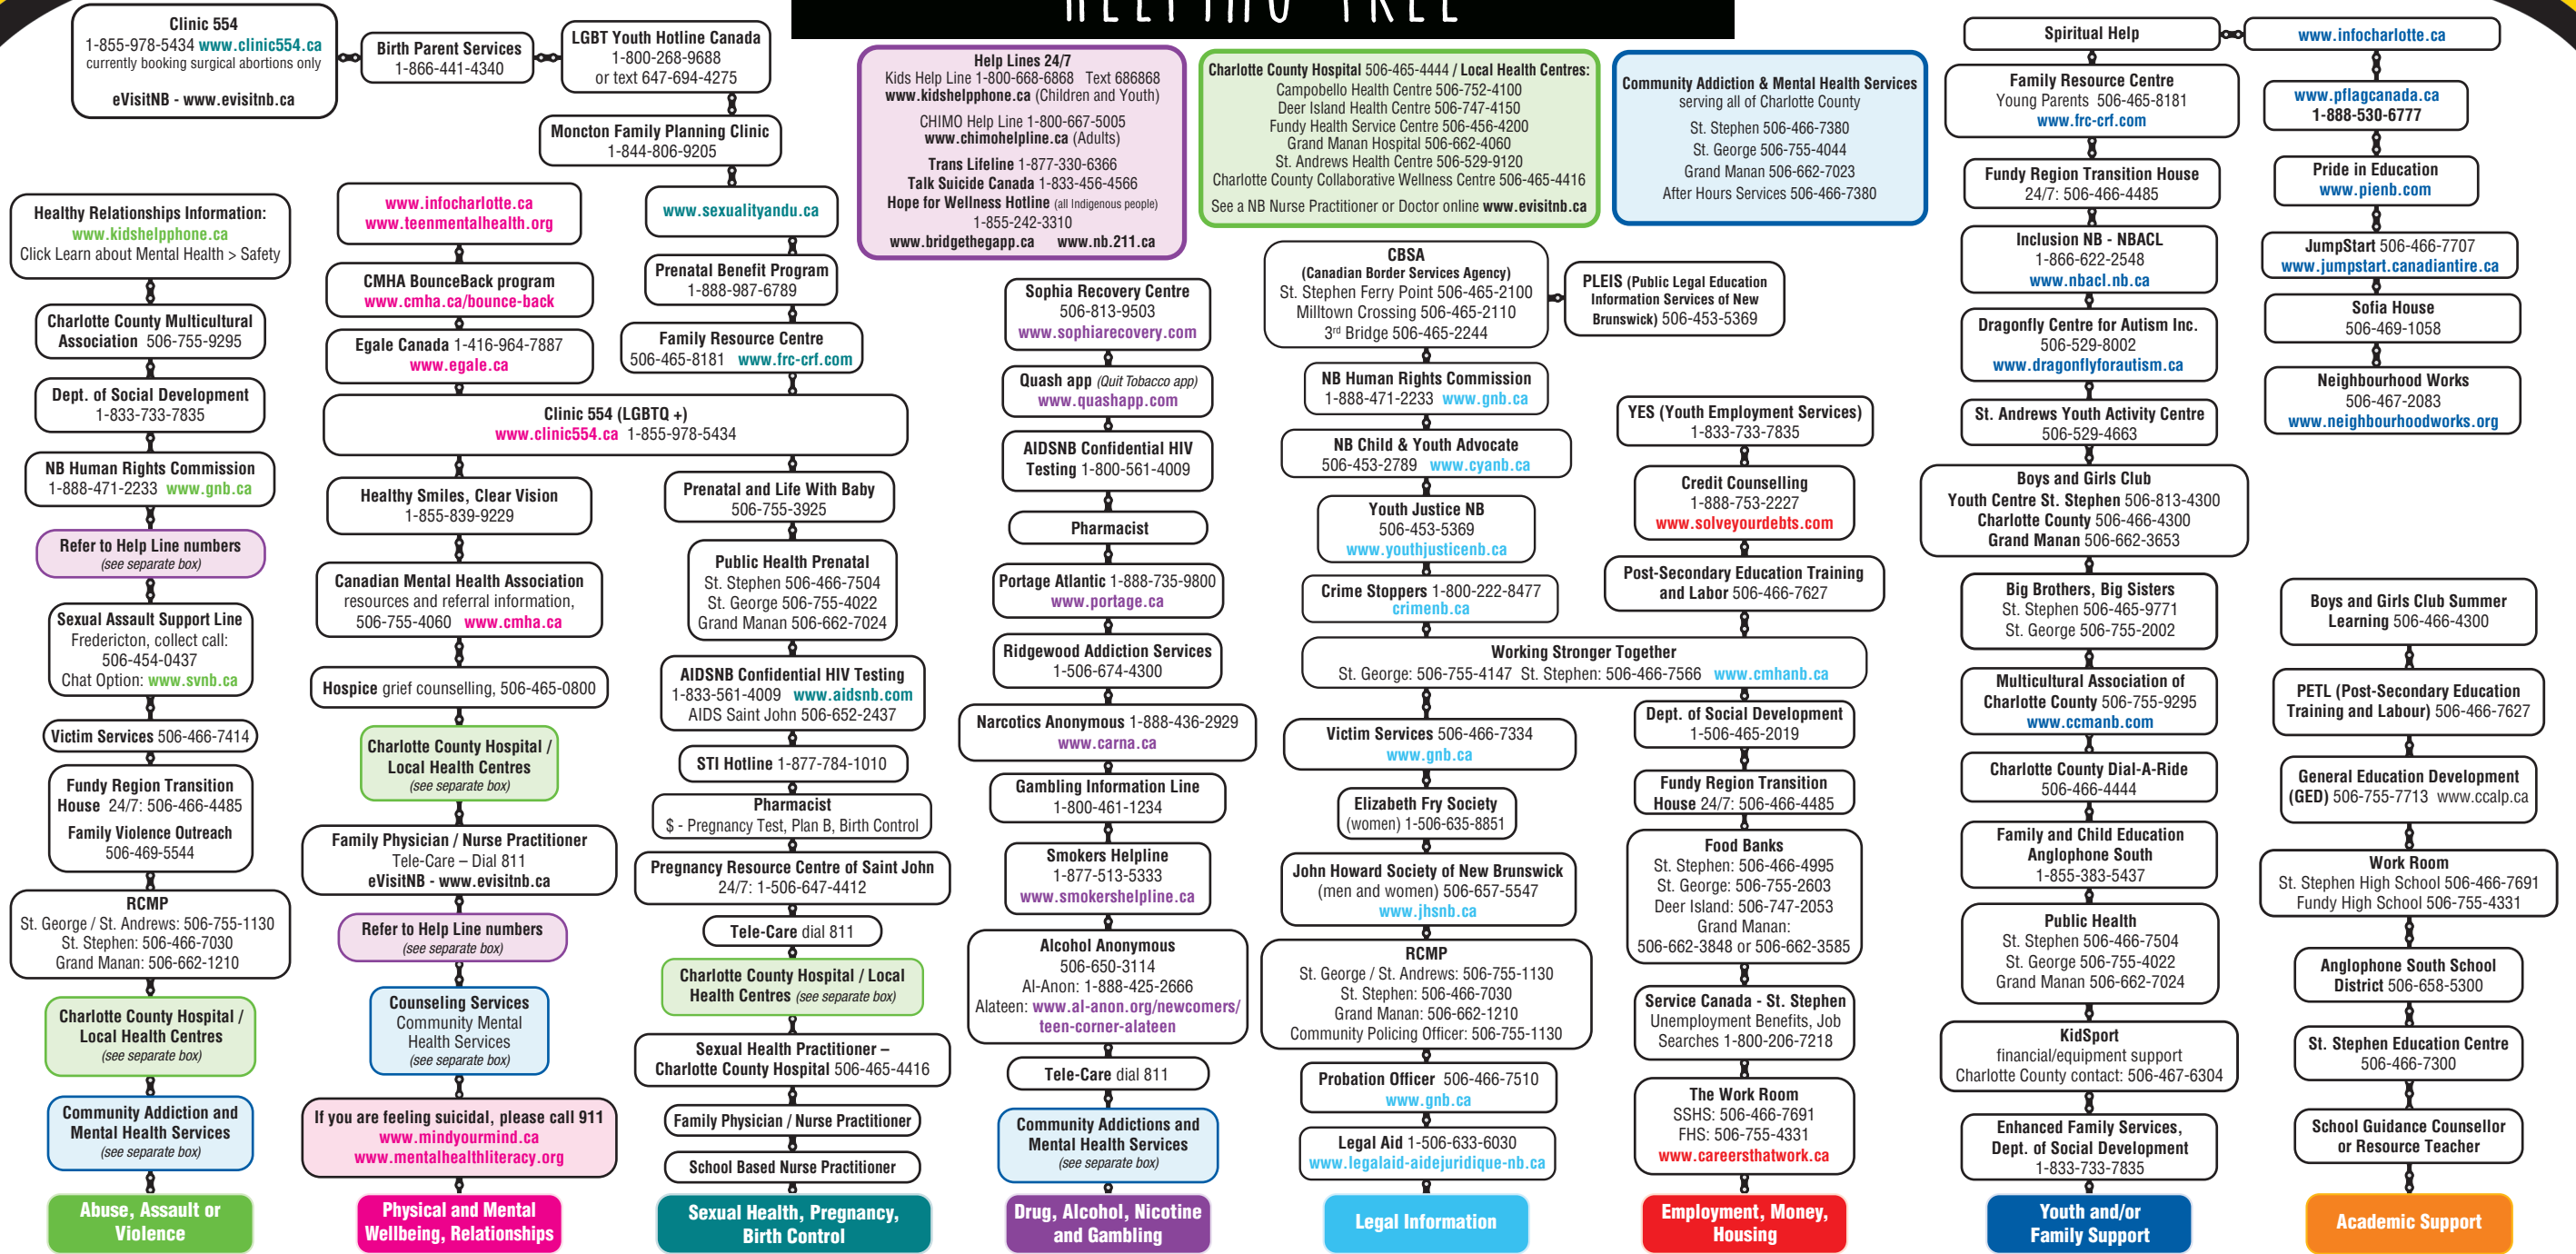 HELPING TREE
Clinic 554
1-855-978-5434 www.clinic554.ca
currently booking surgical abortions only
eVisitNB - www.evisitnb.ca
Birth Parent Services
1-866-441-4340
LGBT Youth Hotline Canada
1-800-268-9688
or text 647-694-4275
Moncton Family Planning Clinic
1-844-806-9205
www.sexualityandu.ca
Prenatal Benefit Program
1-888-987-6789
Family Resource Centre
506-465-8181 www.frc-crf.com
Help Lines 24/7
Kids Help Line 1-800-668-6868 Text 686868
www.kidshelpphone.ca (Children and Youth)
CHIMO Help Line 1-800-667-5005
www.chimohelpline.ca (Adults)
Trans Lifeline 1-877-330-6366
Talk Suicide Canada 1-833-456-4566
Hope for Wellness Hotline (all Indigenous people)
1-855-242-3310
www.bridgethegapp.ca www.nb.211.ca
Charlotte County Hospital 506-465-4444 / Local Health Centres:
Campobello Health Centre 506-752-4100
Deer Island Health Centre 506-747-4150
Fundy Health Service Centre 506-456-4200
Grand Manan Hospital 506-662-4060
St. Andrews Health Centre 506-529-9120
Charlotte County Collaborative Wellness Centre 506-465-4416
See a NB Nurse Practitioner or Doctor online www.evisitnb.ca
Community Addiction & Mental Health Services
serving all of Charlotte County
St. Stephen 506-466-7380
St. George 506-755-4044
Grand Manan 506-662-7023
After Hours Services 506-466-7380
Healthy Relationships Information:
www.kidshelpphone.ca
Click Learn about Mental Health > Safety
Charlotte County Multicultural
Association 506-755-9295
Dept. of Social Development
1-833-733-7835
NB Human Rights Commission
1-888-471-2233 www.gnb.ca
Refer to Help Line numbers
(see separate box)
Sexual Assault Support Line
Fredericton, collect call:
506-454-0437
Chat Option: www.svnb.ca
Victim Services 506-466-7414
Fundy Region Transition
House 24/7: 506-466-4485
Family Violence Outreach
506-469-5544
RCMP
St. George / St. Andrews: 506-755-1130
St. Stephen: 506-466-7030
Grand Manan: 506-662-1210
Charlotte County Hospital /
Local Health Centres
(see separate box)
Community Addiction and
Mental Health Services
(see separate box)
Abuse, Assault or
Violence
www.infocharlotte.ca
www.teenmentalhealth.org
CMHA BounceBack program
www.cmha.ca/bounce-back
Egale Canada 1-416-964-7887
www.egale.ca
Clinic 554 (LGBTQ +)
www.clinic554.ca 1-855-978-5434
Healthy Smiles, Clear Vision
1-855-839-9229
Canadian Mental Health Association
resources and referral information,
506-755-4060 www.cmha.ca
Hospice grief counselling, 506-465-0800
Charlotte County Hospital /
Local Health Centres
(see separate box)
Family Physician / Nurse Practitioner
Tele-Care – Dial 811
eVisitNB - www.evisitnb.ca
Refer to Help Line numbers
(see separate box)
Counseling Services
Community Mental
Health Services
(see separate box)
If you are feeling suicidal, please call 911
www.mindyourmind.ca
www.mentalhealthliteracy.org
Physical and Mental
Wellbeing, Relationships
Prenatal and Life With Baby
506-755-3925
Public Health Prenatal
St. Stephen 506-466-7504
St. George 506-755-4022
Grand Manan 506-662-7024
AIDSNB Confidential HIV Testing
1-833-561-4009 www.aidsnb.com
AIDS Saint John 506-652-2437
STI Hotline 1-877-784-1010
Pharmacist
$ - Pregnancy Test, Plan B, Birth Control
Pregnancy Resource Centre of Saint John
24/7: 1-506-647-4412
Tele-Care dial 811
Charlotte County Hospital / Local
Health Centres (see separate box)
Sexual Health Practitioner –
Charlotte County Hospital 506-465-4416
Family Physician / Nurse Practitioner
School Based Nurse Practitioner
Sexual Health, Pregnancy,
Birth Control
Sophia Recovery Centre
506-813-9503
www.sophiarecovery.com
Quash app (Quit Tobacco app)
www.quashapp.com
AIDSNB Confidential HIV
Testing 1-800-561-4009
Pharmacist
Portage Atlantic 1-888-735-9800
www.portage.ca
Ridgewood Addiction Services
1-506-674-4300
Narcotics Anonymous 1-888-436-2929
www.carna.ca
Gambling Information Line
1-800-461-1234
Smokers Helpline
1-877-513-5333
www.smokershelpline.ca
Alcohol Anonymous
506-650-3114
Al-Anon: 1-888-425-2666
Alateen: www.al-anon.org/newcomers/
teen-corner-alateen
Tele-Care dial 811
Community Addictions and
Mental Health Services
(see separate box)
Drug, Alcohol, Nicotine
and Gambling
CBSA
(Canadian Border Services Agency)
St. Stephen Ferry Point 506-465-2100
Milltown Crossing 506-465-2110
3rd Bridge 506-465-2244
PLEIS (Public Legal Education
Information Services of New
Brunswick) 506-453-5369
NB Human Rights Commission
1-888-471-2233 www.gnb.ca
NB Child & Youth Advocate
506-453-2789 www.cyanb.ca
Youth Justice NB
506-453-5369
www.youthjusticenb.ca
Crime Stoppers 1-800-222-8477
crimenb.ca
Working Stronger Together
St. George: 506-755-4147 St. Stephen: 506-466-7566 www.cmhanb.ca
Victim Services 506-466-7334
www.gnb.ca
Elizabeth Fry Society
(women) 1-506-635-8851
John Howard Society of New Brunswick
(men and women) 506-657-5547
www.jhsnb.ca
RCMP
St. George / St. Andrews: 506-755-1130
St. Stephen: 506-466-7030
Grand Manan: 506-662-1210
Community Policing Officer: 506-755-1130
Probation Officer 506-466-7510
www.gnb.ca
Legal Aid 1-506-633-6030
www.legalaid-aidejuridique-nb.ca
Legal Information
YES (Youth Employment Services)
1-833-733-7835
Credit Counselling
1-888-753-2227
www.solveyourdebts.com
Post-Secondary Education Training
and Labor 506-466-7627
Dept. of Social Development
1-506-465-2019
Fundy Region Transition
House 24/7: 506-466-4485
Food Banks
St. Stephen: 506-466-4995
St. George: 506-755-2603
Deer Island: 506-747-2053
Grand Manan:
506-662-3848 or 506-662-3585
Service Canada - St. Stephen
Unemployment Benefits, Job
Searches 1-800-206-7218
The Work Room
SSHS: 506-466-7691
FHS: 506-755-4331
www.careersthatwork.ca
Employment, Money,
Housing
Spiritual Help
Family Resource Centre
Young Parents 506-465-8181
www.frc-crf.com
Fundy Region Transition House
24/7: 506-466-4485
Inclusion NB - NBACL
1-866-622-2548
www.nbacl.nb.ca
Dragonfly Centre for Autism Inc.
506-529-8002
www.dragonflyforautism.ca
St. Andrews Youth Activity Centre
506-529-4663
Boys and Girls Club
Youth Centre St. Stephen 506-813-4300
Charlotte County 506-466-4300
Grand Manan 506-662-3653
Big Brothers, Big Sisters
St. Stephen 506-465-9771
St. George 506-755-2002
Multicultural Association of
Charlotte County 506-755-9295
www.ccmanb.com
Charlotte County Dial-A-Ride
506-466-4444
Family and Child Education
Anglophone South
1-855-383-5437
Public Health
St. Stephen 506-466-7504
St. George 506-755-4022
Grand Manan 506-662-7024
KidSport
financial/equipment support
Charlotte County contact: 506-467-6304
Enhanced Family Services,
Dept. of Social Development
1-833-733-7835
Youth and/or
Family Support
www.infocharlotte.ca
www.pflagcanada.ca
1-888-530-6777
Pride in Education
www.pienb.com
JumpStart 506-466-7707
www.jumpstart.canadiantire.ca
Sofia House
506-469-1058
Neighbourhood Works
506-467-2083
www.neighbourhoodworks.org
Boys and Girls Club Summer
Learning 506-466-4300
PETL (Post-Secondary Education
Training and Labour) 506-466-7627
General Education Development
(GED) 506-755-7713 www.ccalp.ca
Work Room
St. Stephen High School 506-466-7691
Fundy High School 506-755-4331
Anglophone South School
District 506-658-5300
St. Stephen Education Centre
506-466-7300
School Guidance Counsellor
or Resource Teacher
Academic Support